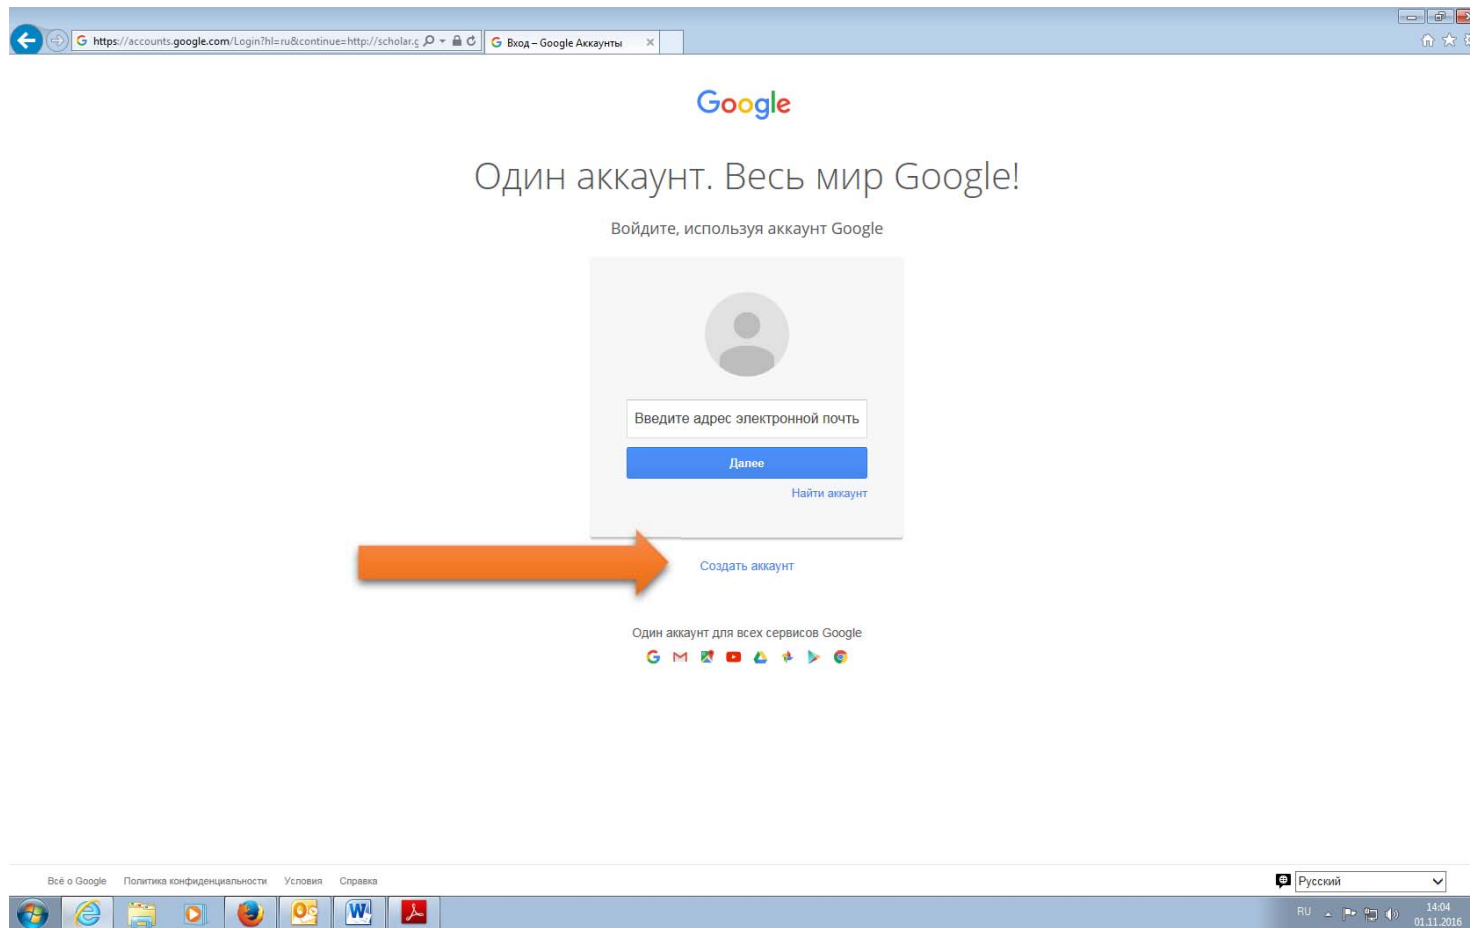 https://accounts.google.com/Login?hl=ru&continue=http://scholar.g
Вход – Google Аккаунты
Google
Один аккаунт. Весь мир Google!
Войдите, используя аккаунт Google
Введите адрес электронной почть
Далее
Найти аккаунт
Создать аккаунт
Один аккаунт для всех сервисов Google
Всё о Google Политика конфиденциальности Условия Справка
Русский
RU
14:04
01.11.2016